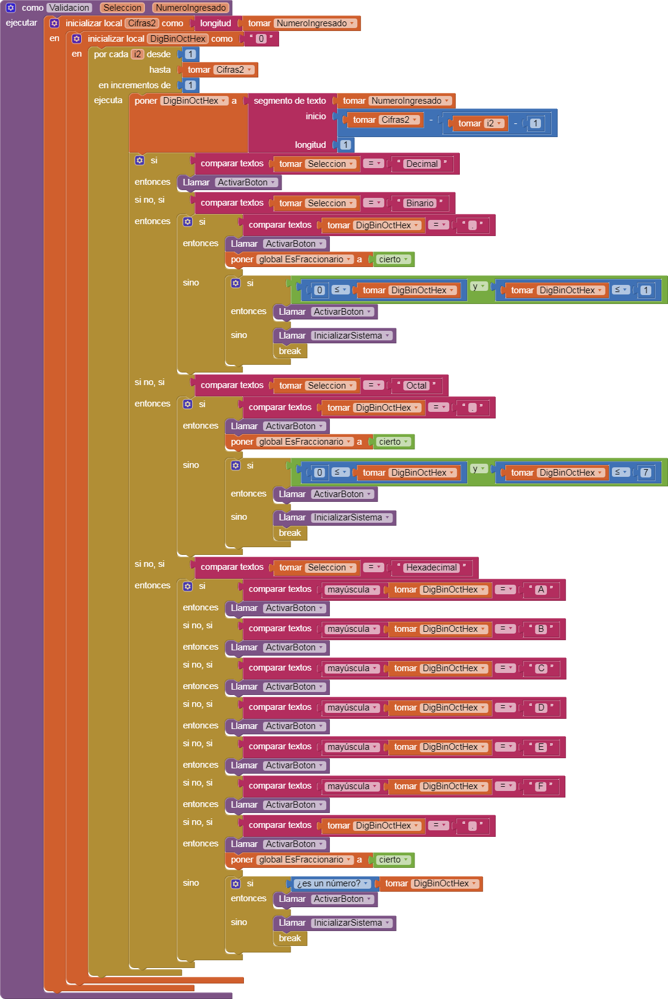 como Validacion Seleccion NumeroIngresado
ejecutar inicializar local Cifras2 como longitud tomar NumeroIngresado
en inicializar local DigBinOctHex como “ 0 ”
en por cada i2 desde 1
hasta tomar Cifras2
en incrementos de 1
ejecuta poner DigBinOctHex a segmento de texto tomar NumeroIngresado
inicio tomar Cifras2 - tomar i2 - 1
longitud 1
si comparar textos tomar Seleccion = “ Decimal ”
entonces Llamar ActivarBoton
si no, si comparar textos tomar Seleccion = “ Binario ”
entonces si comparar textos tomar DigBinOctHex = “ . ”
entonces Llamar ActivarBoton
poner global EsFraccionario a cierto
sino si 0 ≤ tomar DigBinOctHex y tomar DigBinOctHex ≤ 1
entonces Llamar ActivarBoton
sino Llamar InicializarSistema
break
si no, si comparar textos tomar Seleccion = “ Octal ”
entonces si comparar textos tomar DigBinOctHex = “ . ”
entonces Llamar ActivarBoton
poner global EsFraccionario a cierto
sino si 0 ≤ tomar DigBinOctHex y tomar DigBinOctHex ≤ 7
entonces Llamar ActivarBoton
sino Llamar InicializarSistema
break
si no, si comparar textos tomar Seleccion = “ Hexadecimal ”
entonces si comparar textos mayúscula tomar DigBinOctHex = “ A ”
entonces Llamar ActivarBoton
si no, si comparar textos mayúscula tomar DigBinOctHex = “ B ”
entonces Llamar ActivarBoton
si no, si comparar textos mayúscula tomar DigBinOctHex = “ C ”
entonces Llamar ActivarBoton
si no, si comparar textos mayúscula tomar DigBinOctHex = “ D ”
entonces Llamar ActivarBoton
si no, si comparar textos mayúscula tomar DigBinOctHex = “ E ”
entonces Llamar ActivarBoton
si no, si comparar textos mayúscula tomar DigBinOctHex = “ F ”
entonces Llamar ActivarBoton
si no, si comparar textos tomar DigBinOctHex = “ . ”
entonces Llamar ActivarBoton
poner global EsFraccionario a cierto
sino si ¿es un número? tomar DigBinOctHex
entonces Llamar ActivarBoton
sino Llamar InicializarSistema
break